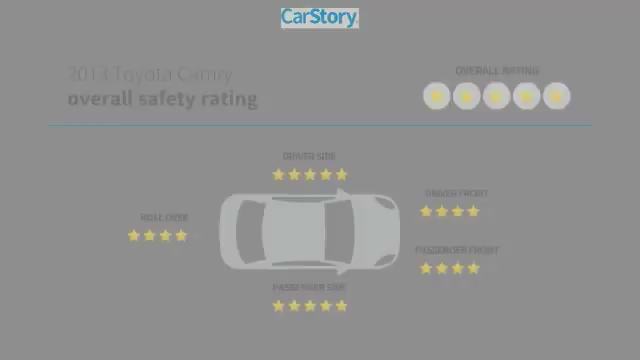 CarStory.
2013 Toyota Camry
overall safety rating
OVERALL RATING
DRIVER SIDE
DRIVER FRONT
ROLL OVER
PASSENGER FRONT
PASSENGER SIDE